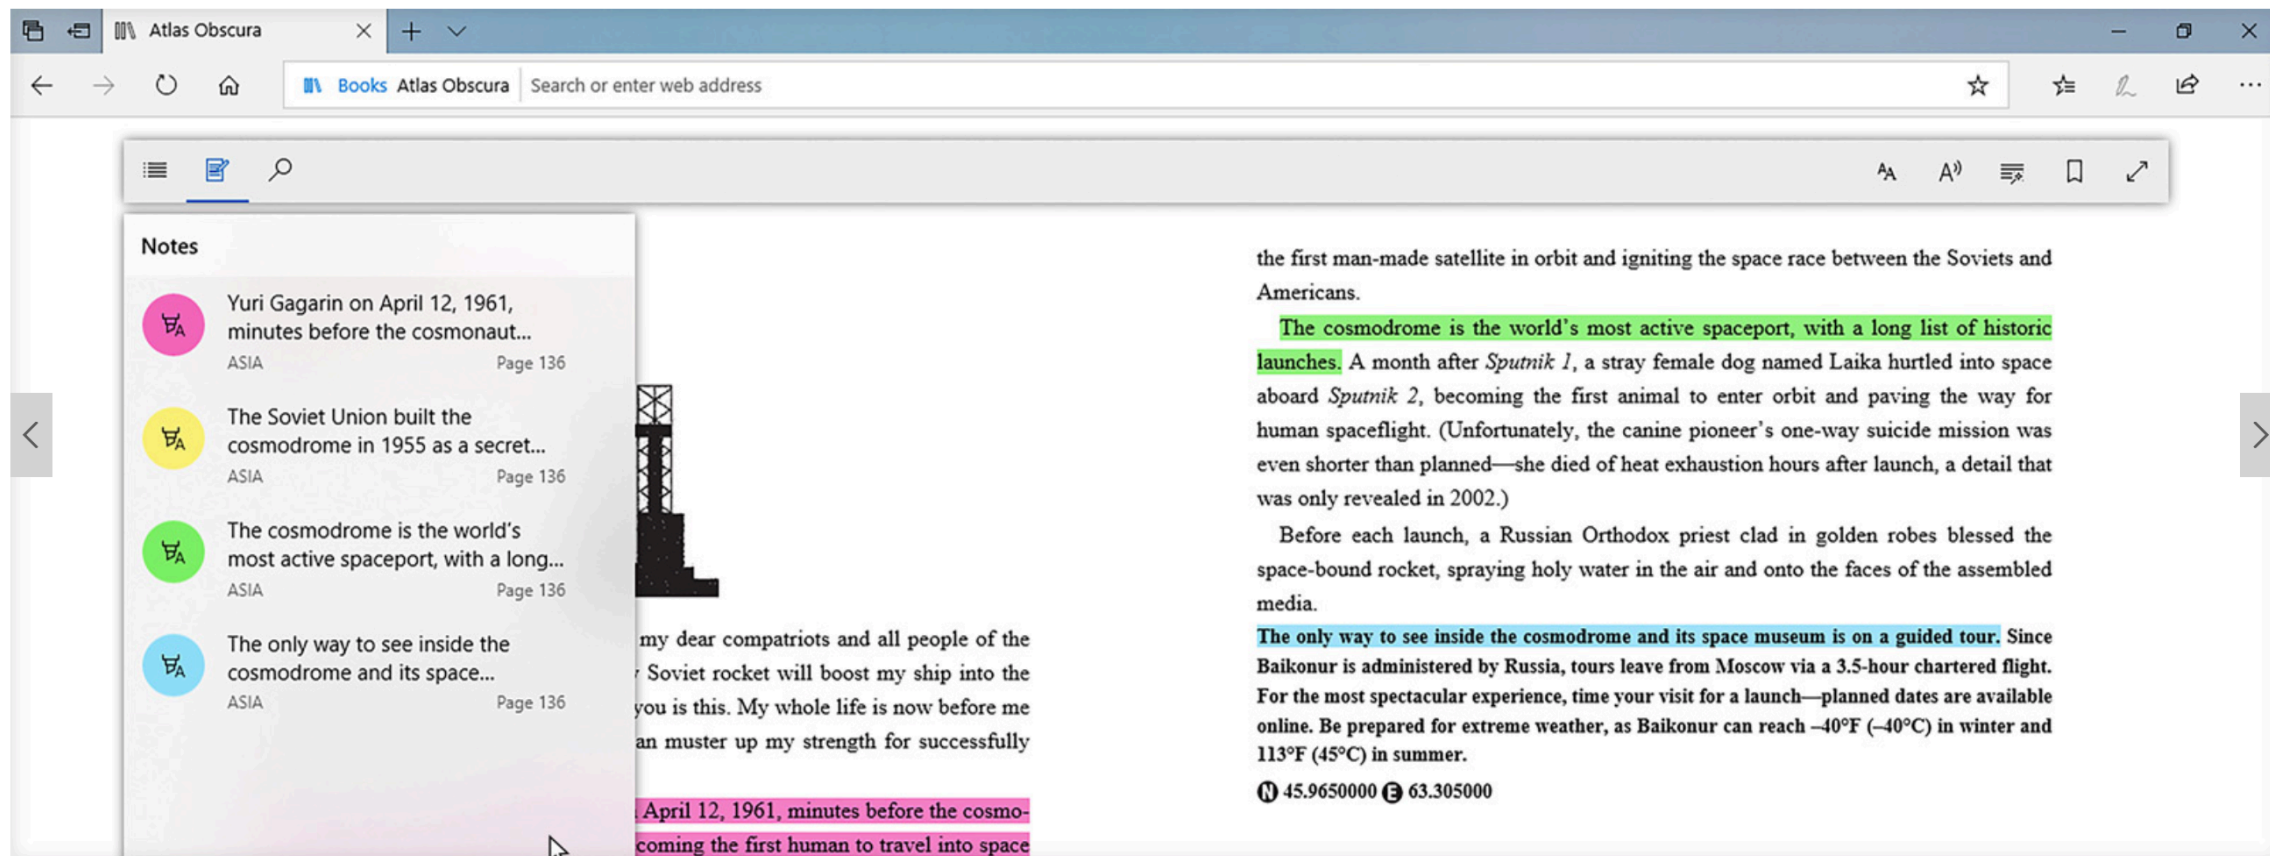 Atlas Obscura
Books Atlas Obscura Search or enter web address
Notes
Yuri Gagarin on April 12, 1961,
minutes before the cosmonaut...
ASIA Page 136
The Soviet Union built the
cosmodrome in 1955 as a secret...
ASIA Page 136
The cosmodrome is the world's
most active spaceport, with a long...
ASIA Page 136
The only way to see inside the
cosmodrome and its space...
ASIA Page 136
my dear compatriots and all people of the
Soviet rocket will boost my ship into the
you is this. My whole life is now before me
an muster up my strength for successfully
April 12, 1961, minutes before the cosmo-
coming the first human to travel into space
the first man-made satellite in orbit and igniting the space race between the Soviets and
Americans.
The cosmodrome is the world's most active spaceport, with a long list of historic
launches. A month after Sputnik 1, a stray female dog named Laika hurtled into space
aboard Sputnik 2, becoming the first animal to enter orbit and paving the way for
human spaceflight. (Unfortunately, the canine pioneer's one-way suicide mission was
even shorter than planned—she died of heat exhaustion hours after launch, a detail that
was only revealed in 2002.)
Before each launch, a Russian Orthodox priest clad in golden robes blessed the
space-bound rocket, spraying holy water in the air and onto the faces of the assembled
media.
The only way to see inside the cosmodrome and its space museum is on a guided tour. Since
Baikonur is administered by Russia, tours leave from Moscow via a 3.5-hour chartered flight.
For the most spectacular experience, time your visit for a launch—planned dates are available
online. Be prepared for extreme weather, as Baikonur can reach –40°F (–40°C) in winter and
113°F (45°C) in summer.
N 45.9650000 E 63.305000